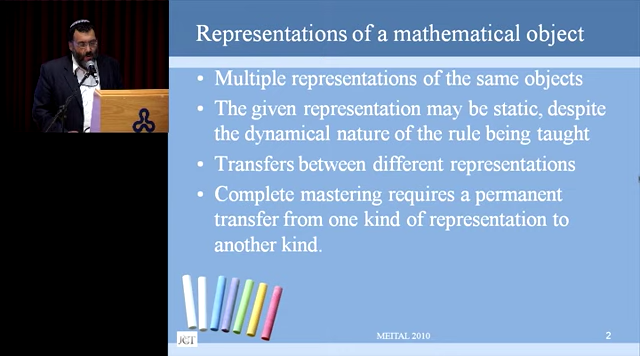 Representations of a mathematical object
• Multiple representations of the same objects
• The given representation may be static, despite
the dynamical nature of the rule being taught
• Transfers between different representations
• Complete mastering requires a permanent
transfer from one kind of representation to
another kind.
JCT
MEITAL 2010
2